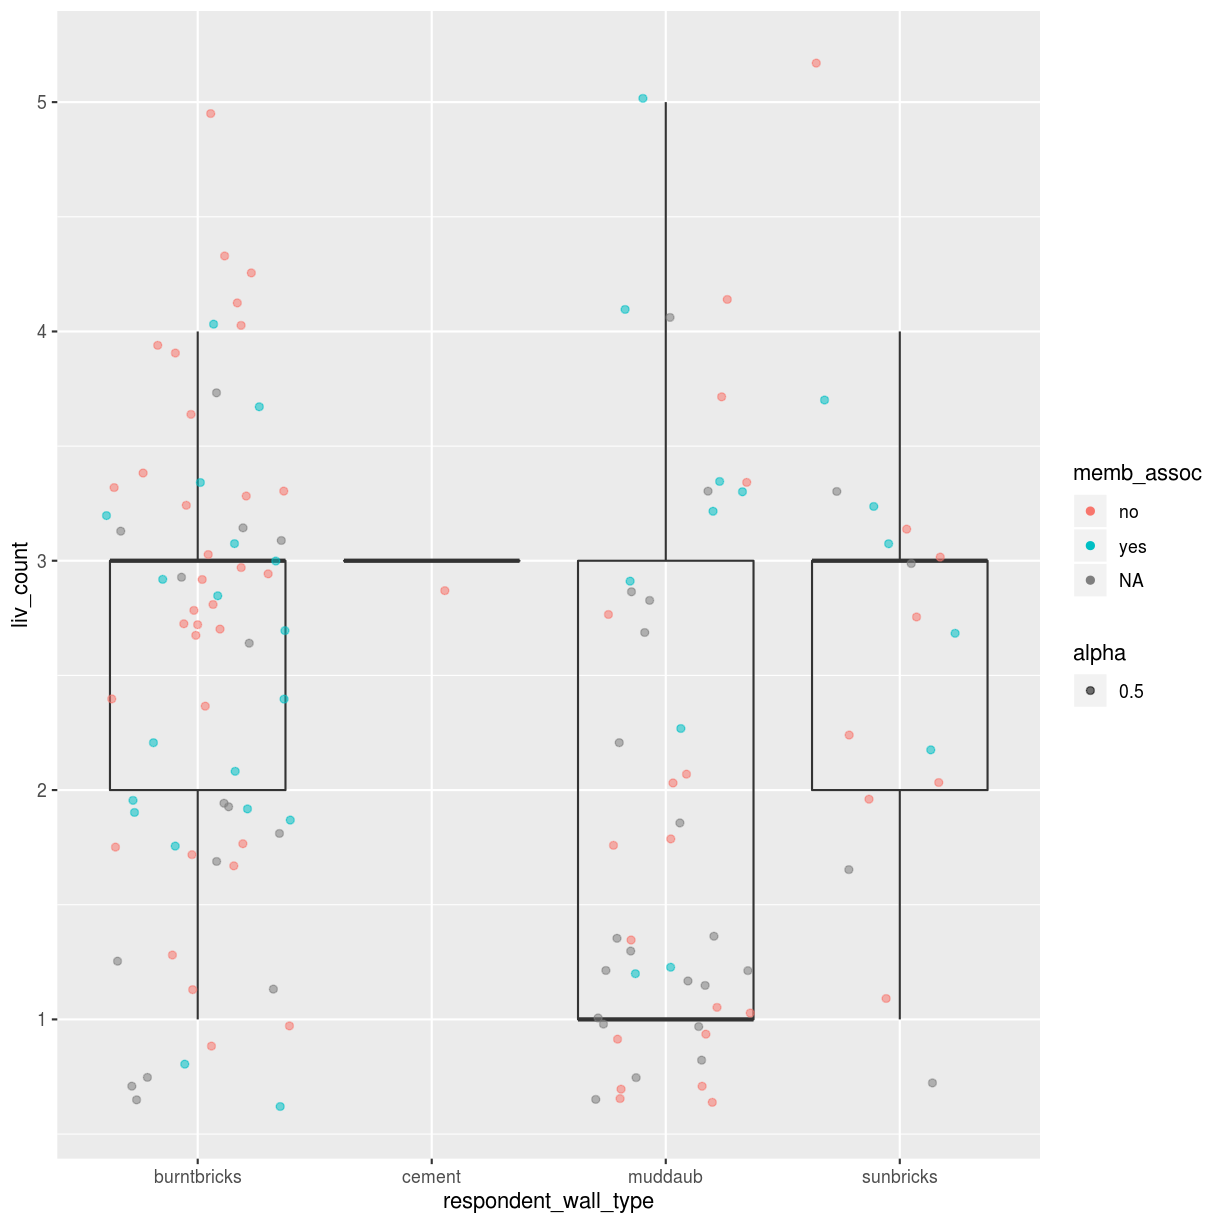 liv_count
5
4
3
2
1
burntbricks
cement
muddaub
sunbricks
respondent_wall_type
memb_assoc
no
yes
NA
alpha
0.5